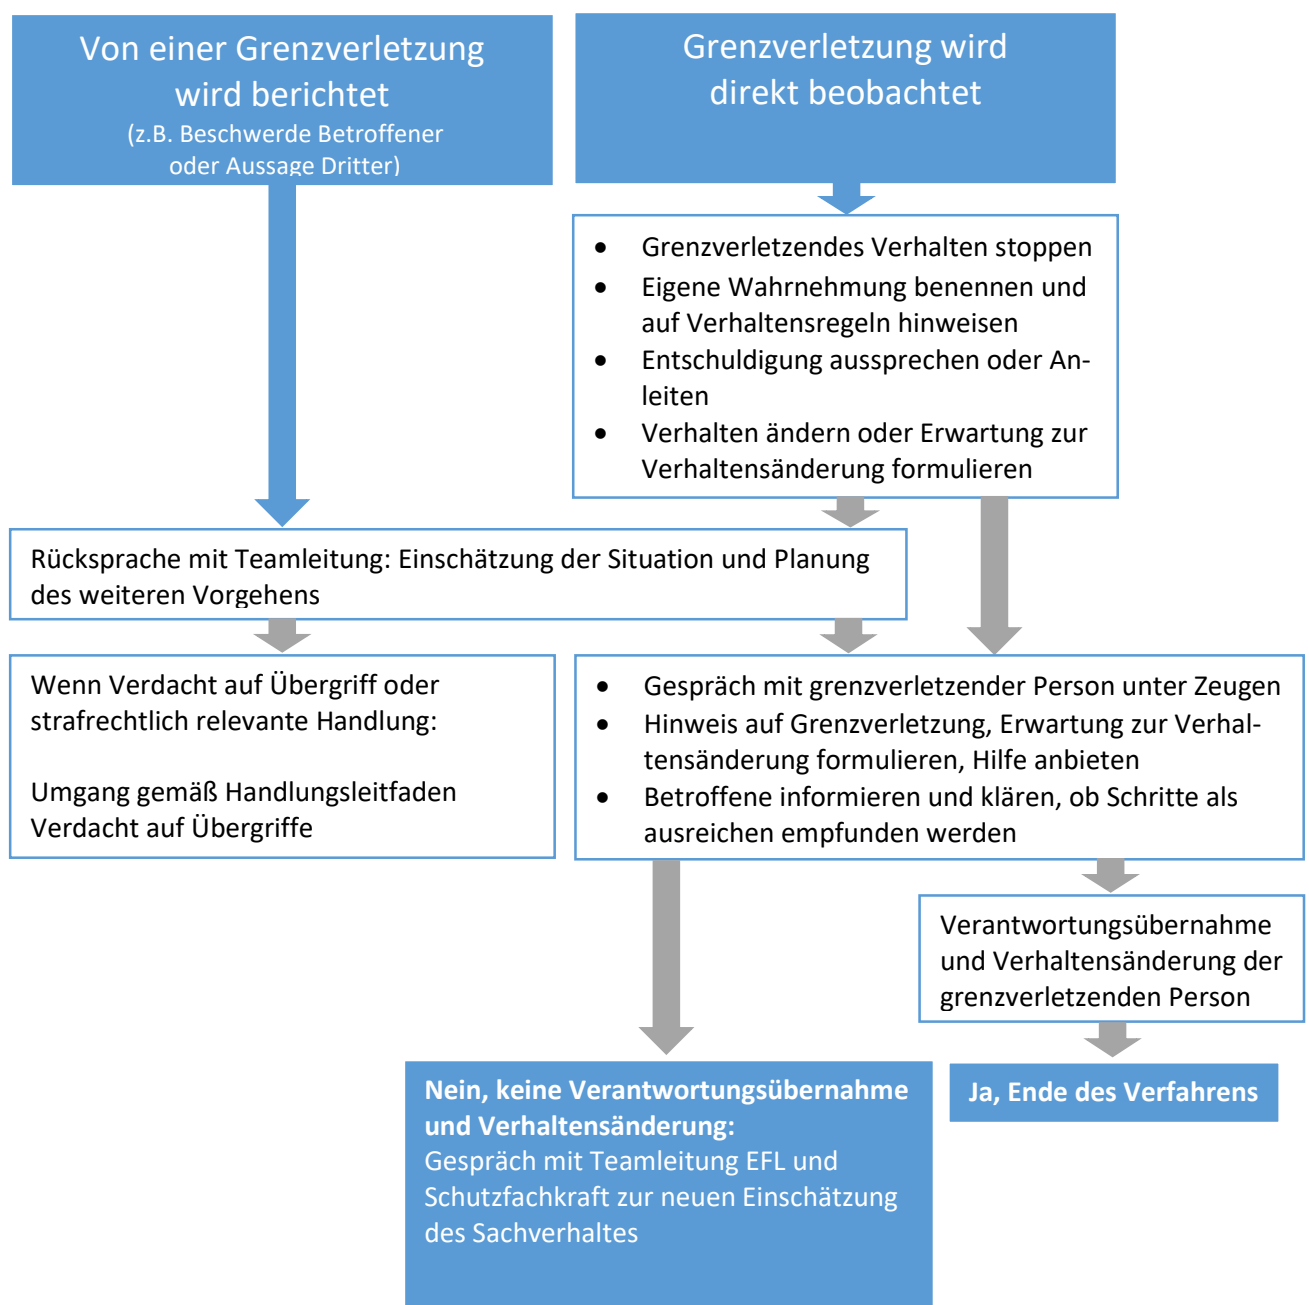 Von einer Grenzverletzung
wird berichtet
(z.B. Beschwerde Betroffener
oder Aussage Dritter)
Grenzverletzung wird
direkt beobachtet
• Grenzverletzendes Verhalten stoppen
• Eigene Wahrnehmung benennen und
auf Verhaltensregeln hinweisen
• Entschuldigung aussprechen oder An-
leiten
• Verhalten ändern oder Erwartung zur
Verhaltensänderung formulieren
Rücksprache mit Teamleitung: Einschätzung der Situation und Planung
des weiteren Vorgehens
Wenn Verdacht auf Übergriff oder
strafrechtlich relevante Handlung:
Umgang gemäß Handlungsleitfaden
Verdacht auf Übergriffe
• Gespräch mit grenzverletzender Person unter Zeugen
• Hinweis auf Grenzverletzung, Erwartung zur Verhal-
tensänderung formulieren, Hilfe anbieten
• Betroffene informieren und klären, ob Schritte als
ausreichen empfunden werden
Verantwortungsübernahme
und Verhaltensänderung der
grenzverletzenden Person
Nein, keine Verantwortungsübernahme
und Verhaltensänderung:
Gespräch mit Teamleitung EFL und
Schutzfachkraft zur neuen Einschätzung
des Sachverhaltes
Ja, Ende des Verfahrens